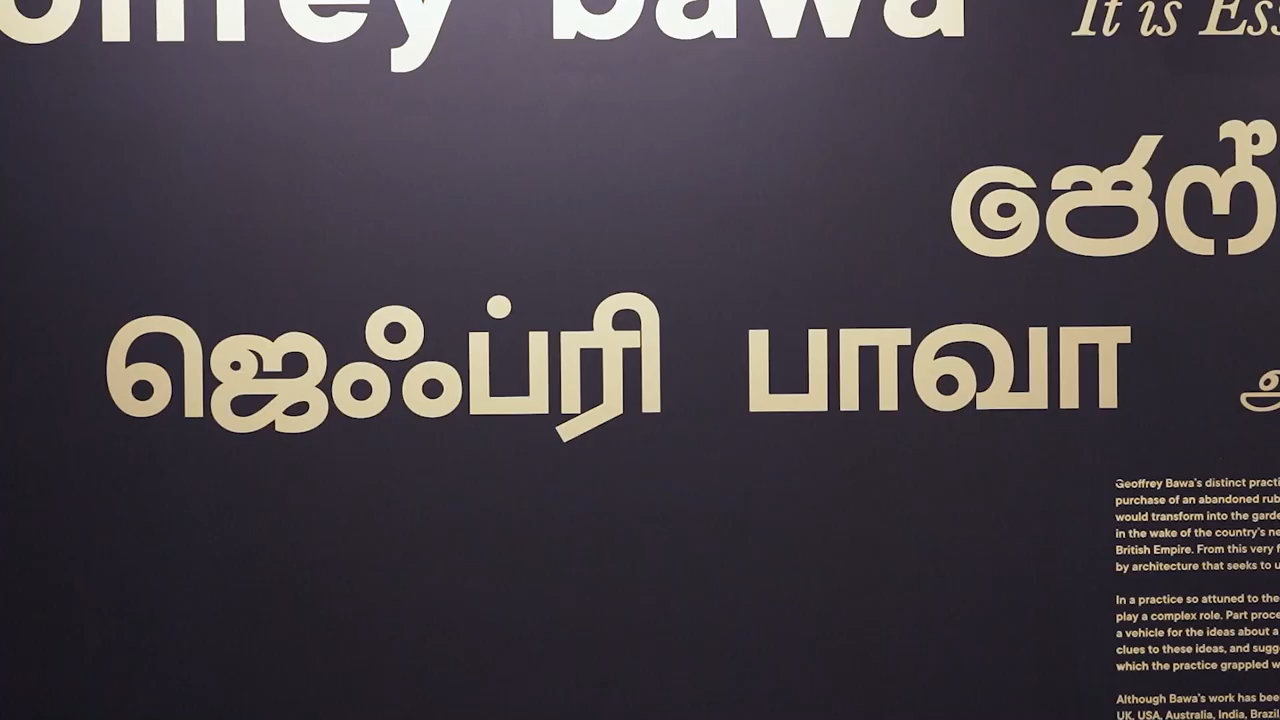 offrey bawa It is Ess
ජෙෆ්
ஜெஃப்ரி பாவா
Geoffrey Bawa's distinct practi
purchase of an abandoned rub
would transform into the garde
in the wake of the country's ne
British Empire. From this very f
by architecture that seeks to u
In a practice so attuned to the
play a complex role. Part proce
a vehicle for the ideas about a
clues to these ideas, and sugg
which the practice grappled w
Although Bawa's work has bee
UK, USA, Australia, India, Brazil